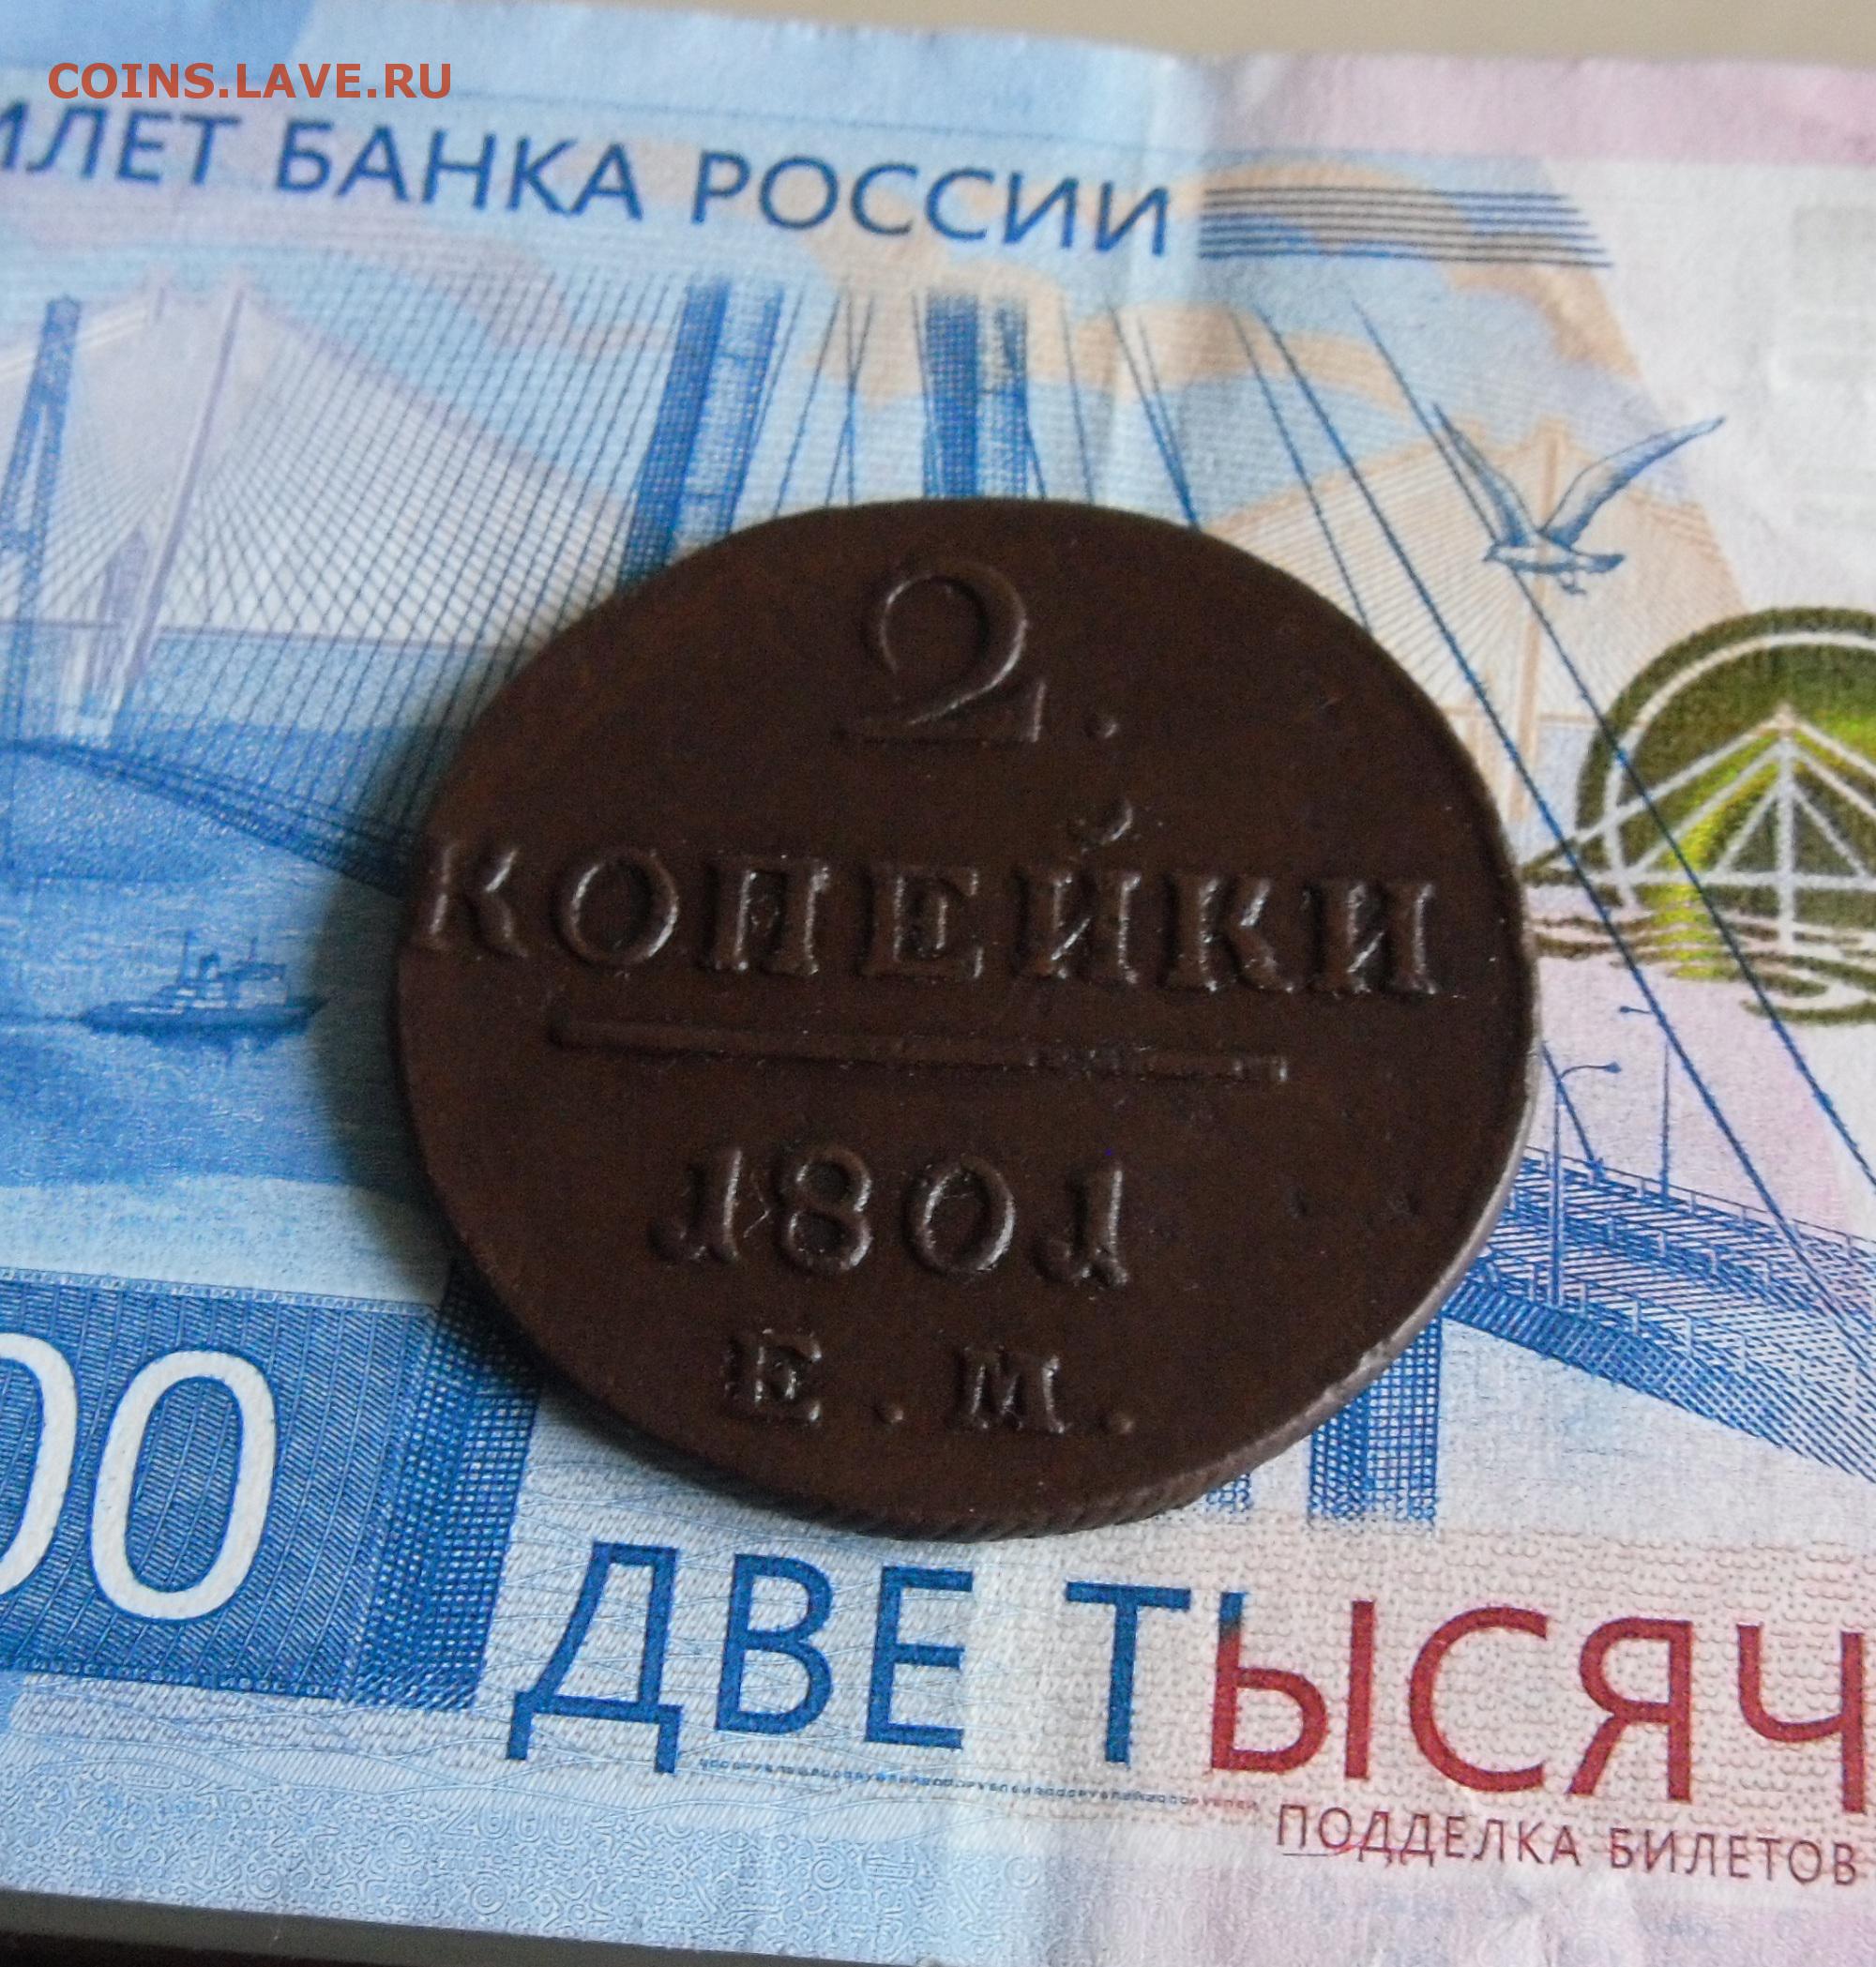 COINS.LAVE.RU
ИЛЕТ БАНКА РОССИИ
2.
КОПЕЙКИ
1801
Е.М.
00
ДВЕ ТЫСЯЧ
ПОДДЕЛКА БИЛЕТОВ